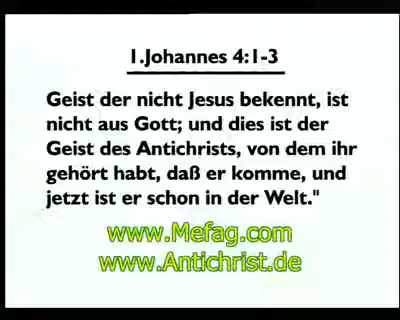 1.Johannes 4:1-3
Geist der nicht Jesus bekennt, ist
nicht aus Gott; und dies ist der
Geist des Antichrists, von dem ihr
gehört habt, daß er komme, und
jetzt ist er schon in der Welt."
www.Mefag.com
www.Antichrist.de